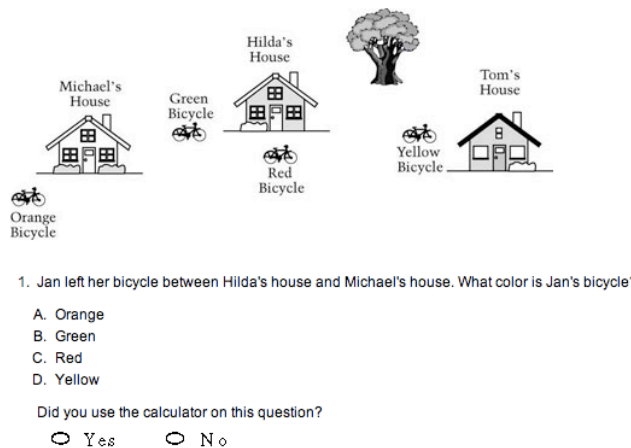 Hilda's
House
Michael's
House
Green
Bicycle
Tom's
House
Yellow
Bicycle
Red
Bicycle
Orange
Bicycle
1. Jan left her bicycle between Hilda's house and Michael's house. What color is Jan's bicycle
A. Orange
B. Green
C. Red
D. Yellow
Did you use the calculator on this question?
Yes No